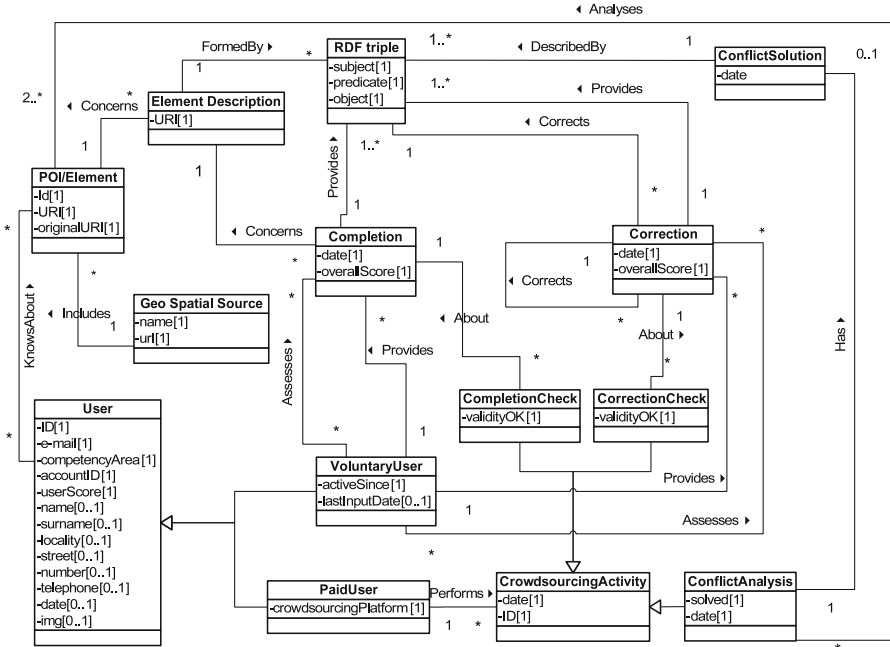 ◄ Analyses
FormedBy ►
*
1
RDF triple
-subject[1]
-predicate[1]
-object[1]
1..*
◄ DescribedBy
1
ConflictSolution
-date
0..1
1..*
◄ Provides
◄ Corrects
2..*
◄ Concerns
*
Element Description
-URI[1]
1
1
Provides ►
1..*
1
POI/Element
-Id[1]
-URI[1]
-originalURI[1]
*
*
◄ Concerns
1
1
Completion
-date[1]
-overallScore[1]
*
1
*
1
Correction
-date[1]
-overallScore[1]
*
1
◄ Corrects
*
*
1
About ►
*
KnowsAbout ►
◄ Includes
1
Geo Spatial Source
-name[1]
-url[1]
*
◄ About
*
◄ Provides
Assesses ►
Has ►
CompletionCheck
-validityOK[1]
CorrectionCheck
-validityOK[1]
*
User
-ID[1]
-e-mail[1]
-competencyArea[1]
-accountID[1]
-userScore[1]
-name[0..1]
-surname[0..1]
-locality[0..1]
-street[0..1]
-number[0..1]
-telephone[0..1]
-date[0..1]
-img[0..1]
*
1
VoluntaryUser
-activeSince[1]
-lastInputDate[0..1]
Provides ►
1
Assesses ►
*
PaidUser
-crowdsourcingPlatform[1]
Performs ►
1
*
CrowdsourcingActivity
-date[1]
-ID[1]
ConflictAnalysis
-solved[1]
-date[1]
1
*